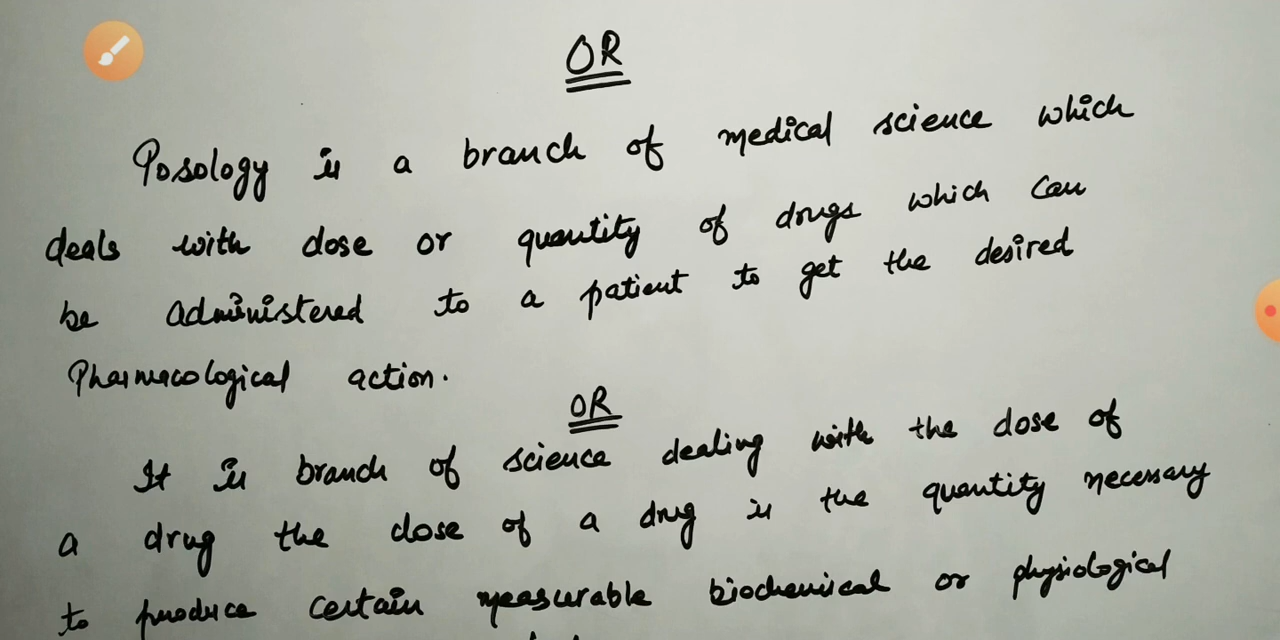 OR
Posology is a branch of medical science which
deals with dose or quantity of drugs which can
be administered to a patient to get the desired
Pharmacological action.
OR
It is branch of science dealing with the dose of
a drug the dose of a drug is the quantity necessary
to produce certain measurable biochemical or physiological